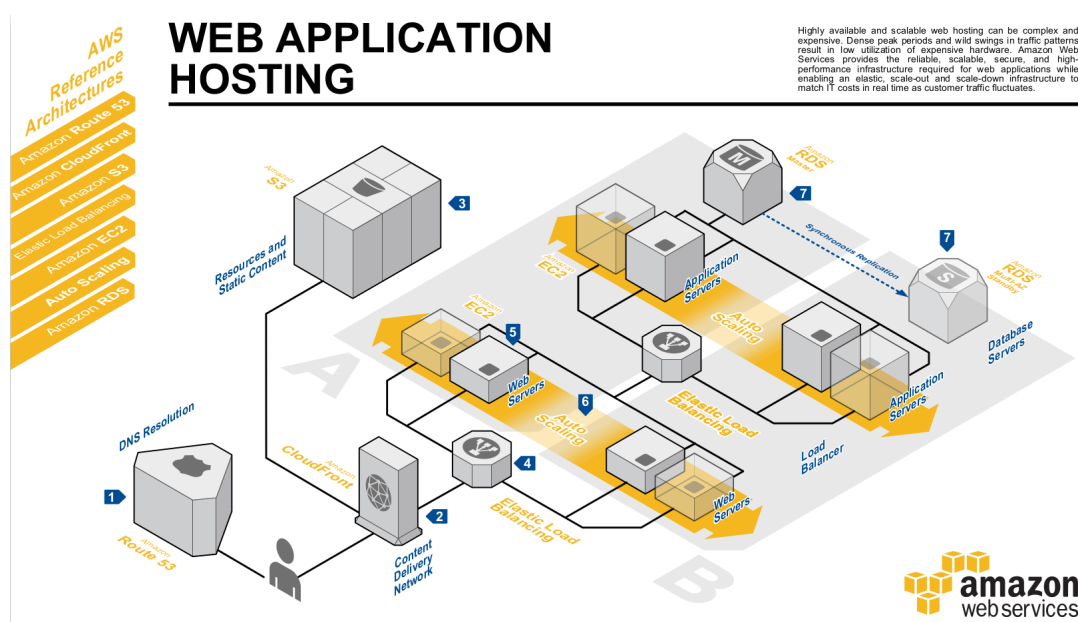 AWS
Reference
Architectures
Amazon Route 53
Amazon CloudFront
Amazon S3
Elastic Load Balancing
Amazon EC2
Auto Scaling
Amazon RDS
WEB APPLICATION
HOSTING
Highly available and scalable web hosting can be complex and
expensive. Dense peak periods and wild swings in traffic patterns
result in low utilization of expensive hardware. Amazon Web
Services provides the reliable, scalable, secure, and high-
performance infrastructure required for web applications while
enabling an elastic, scale-out and scale-down infrastructure to
match IT costs in real time as customer traffic fluctuates.
Amazon
S3
3
Resources and
Static Content
M
Amazon
RDS
Master
7
Synchronous Replication
7
S
Amazon
RDS
Multi-AZ
Standby
Database
Servers
Amazon
EC2
Application
Servers
Auto
Scaling
Application
Servers
Amazon
EC2
5
Web
Servers
6
Auto
Scaling
Elastic Load
Balancing
Load
Balancer
A
DNS Resolution
1
Amazon
Route 53
Amazon
CloudFront
2
Content
Delivery
Network
4
Elastic Load
Balancing
Web
Servers
B
amazon
web services